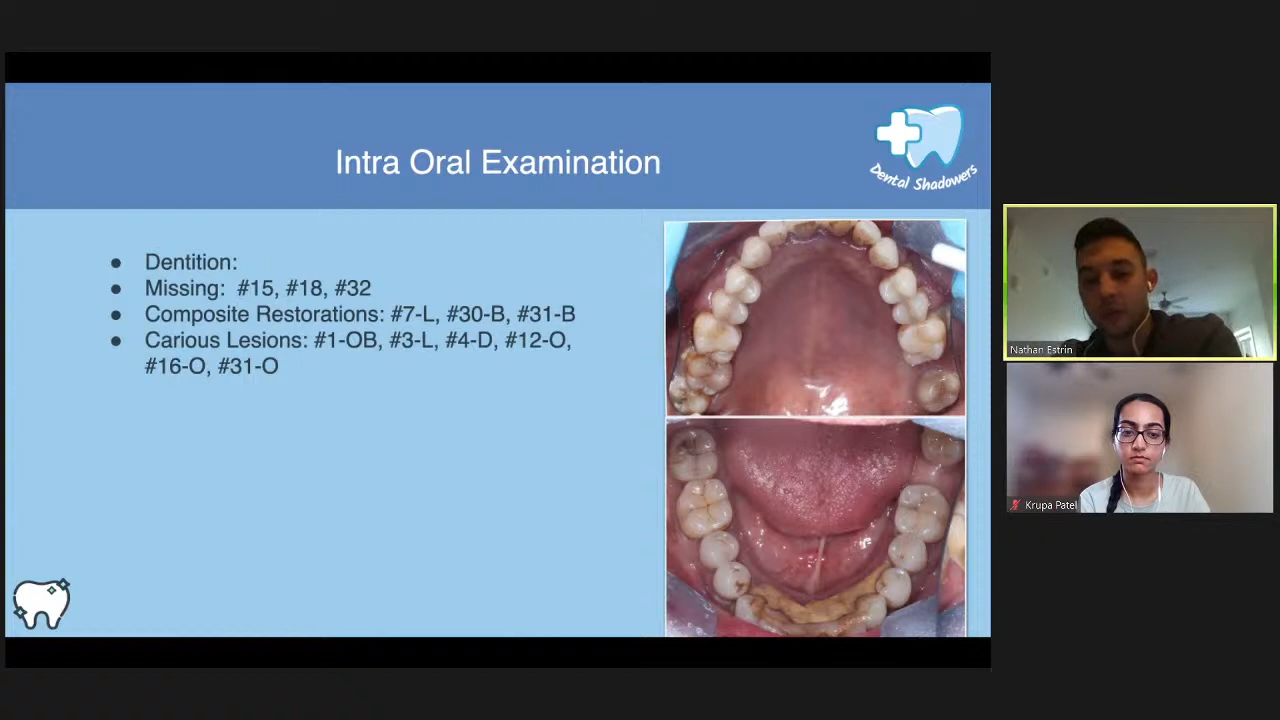 Intra Oral Examination
Dental Shadowers
● Dentition:
● Missing:  #15, #18, #32
● Composite Restorations: #7-L, #30-B, #31-B
● Carious Lesions: #1-OB, #3-L, #4-D, #12-O,
#16-O, #31-O
Nathan Estrin
Krupa Patel